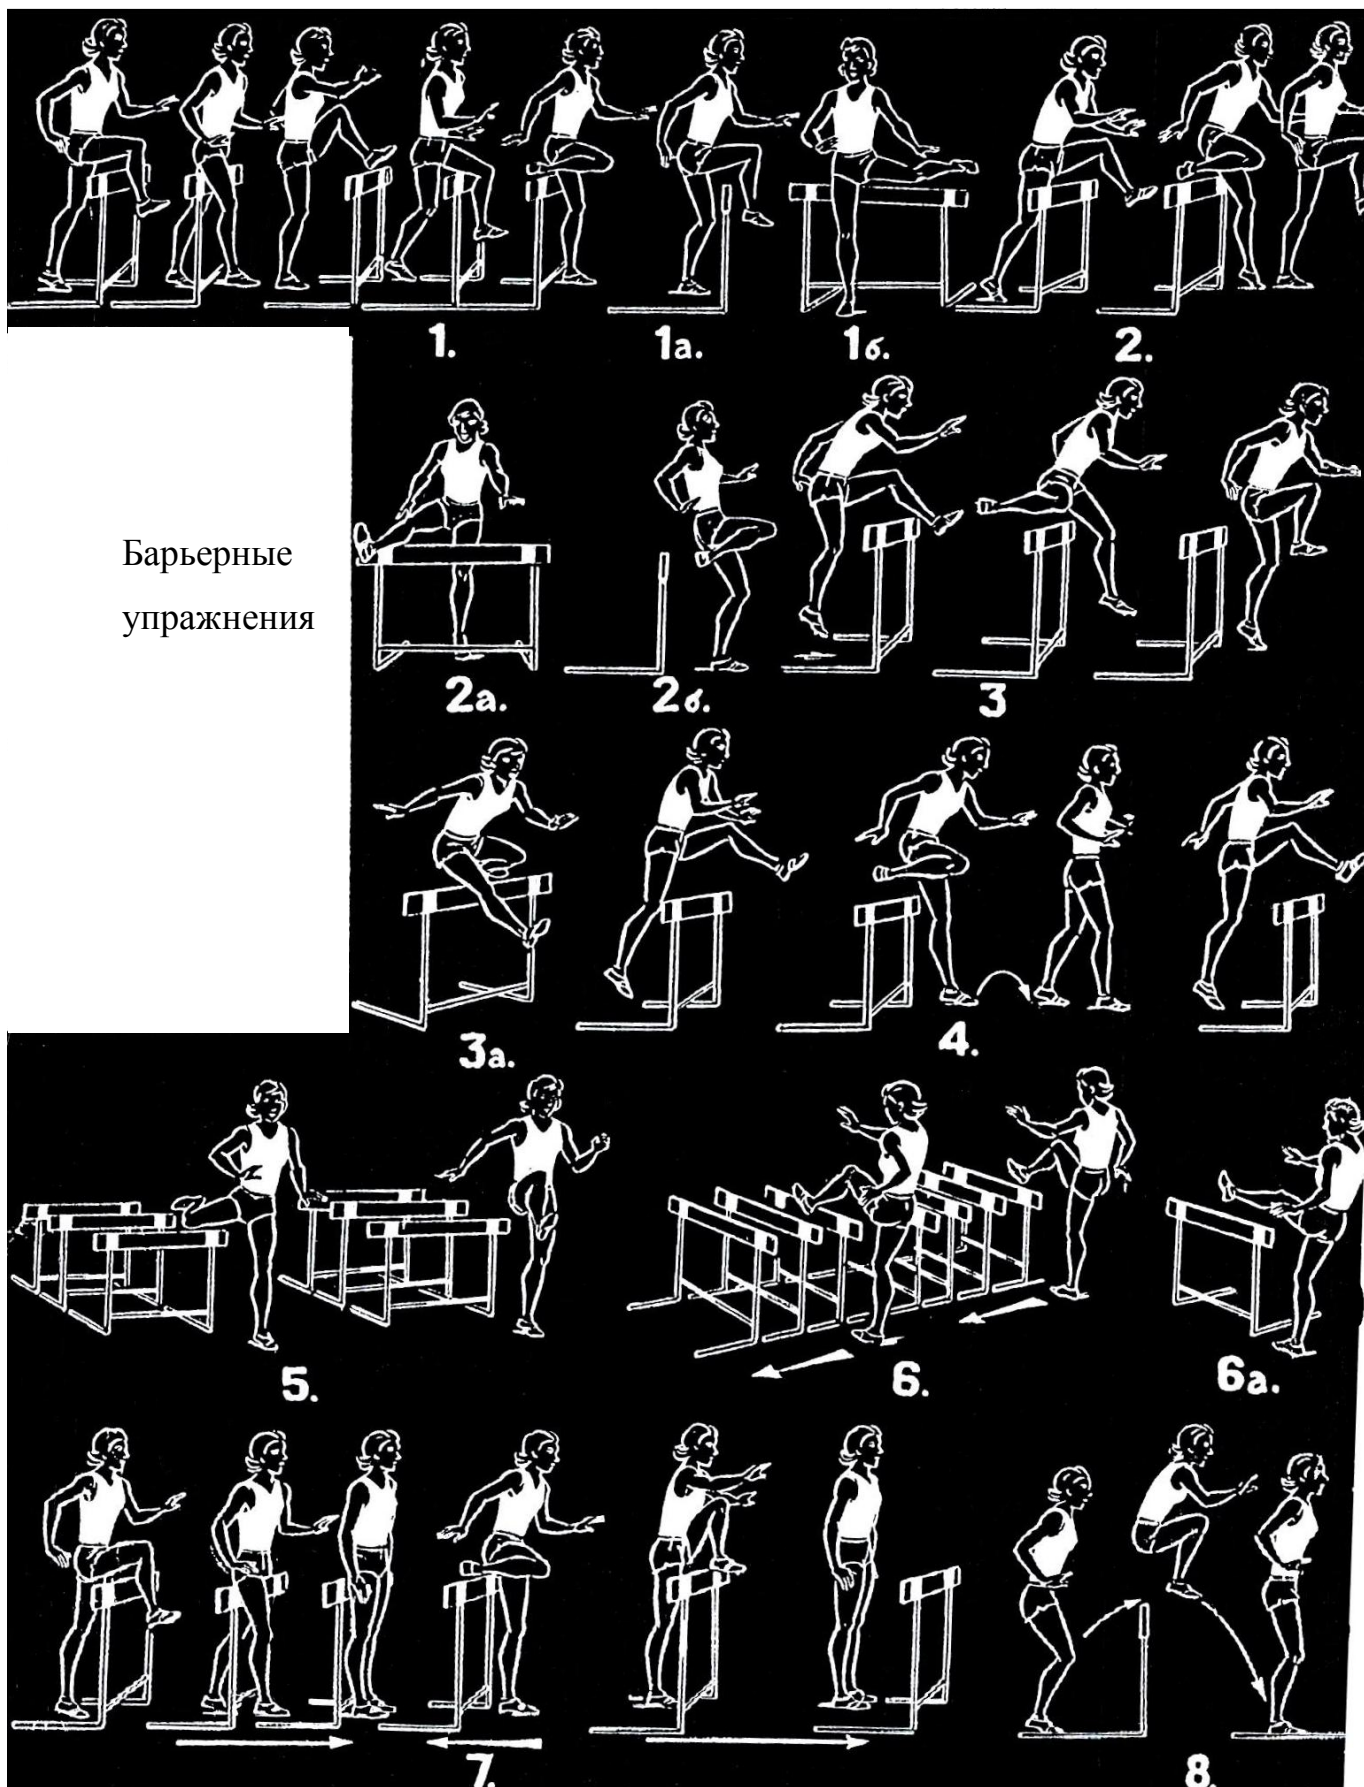 1.
1а.
1б.
2.
Барьерные
упражнения
2а.
2б.
3
3а.
4.
5.
6.
6а.
7.
8.